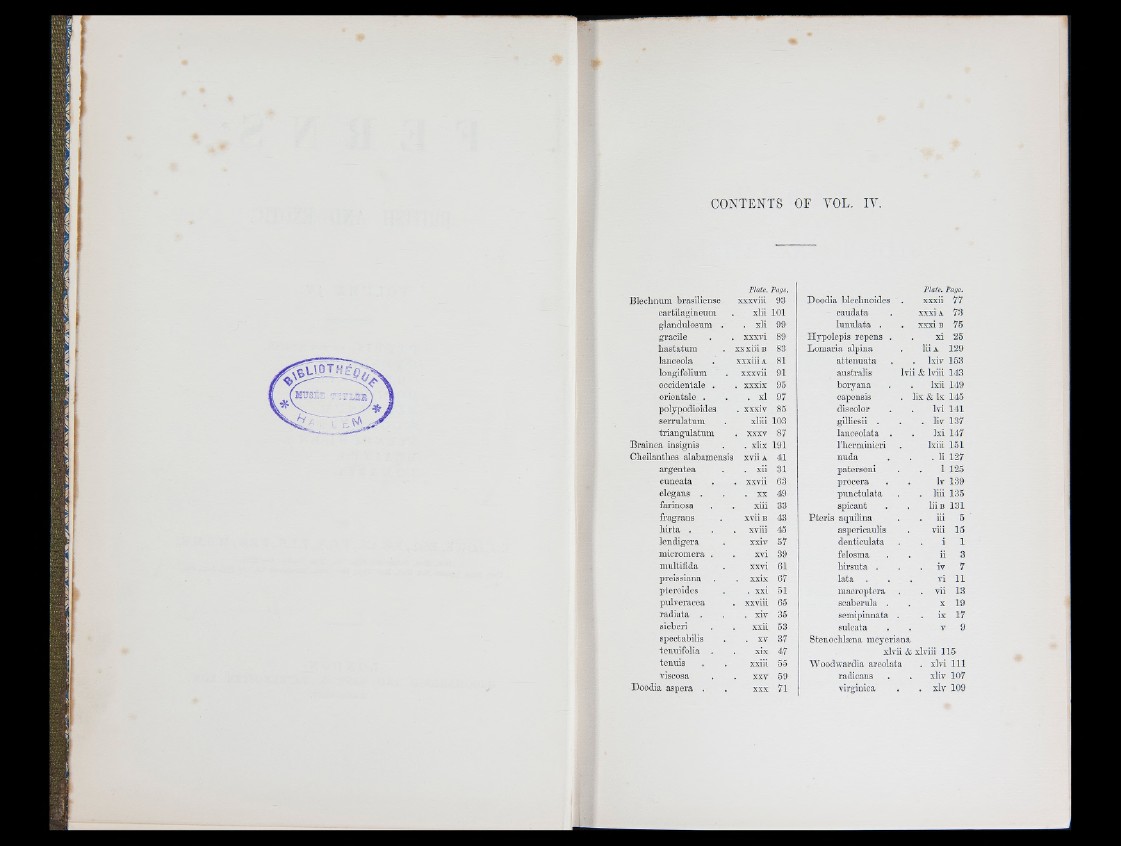 BIBLIOTHÈQUE
MUSÉE TEYLER
HAARLEM
CONTENTS OF VOL. IV.
Plate. Page.
Blechnum brasiliense xxxviii 93
cartilagineum . xlii 101
glandulosum . . xli 99
gracile . . xxxvi 89
hastatum . xxxiii B 83
lanceola . xxxiii A 81
longifolium . xxxvii 91
occidentale . . xxxix 95
orientale . . . xl 97
polypodioides . xxxiv 85
serrulatum . xliii 103
triangulatum . xxxv 87
Brainea insignis . . xlix 191
Cheilanthes alabamensis xvii A 41
argentea . . xii 31
cuneata . . xxvii 63
elegans . . . xx 49
farinosa . . xiii 33
fragrans . xvii B 43
hirta . . . xviii 45
lendigera . xxiv 57
micromera . . xvi 39
multifida . xxvi 61
preissiana . . xxix 67
pteroides . . xxi 51
pulveracea . xxviii 65
radiata . . . xiv 35
sieberi . . xxii 53
spectabilis . . xv 37
tenuifolia . . xix 47
tenuis . . xxiii 55
viscosa . . xxv 59
Doodia aspera . . xxx 71
Plate. Page.
Doodia blechnoides . xxxii 77
caudata . xxxi A 73
lunulata . . xxxi B 75
Hypolepis repens . . xi 25
Lomaria alpina . lii A 129
attenuata . . lxiv 153
australis lvii & lviii 143
boryana . . lxii 149
capensis . lix & lx 145
discolor . . lvi 141
gilliesii . . . liv 137
lanceolata . . lxi 147
l'herminieri . lxiii 151
nuda . . . li 127
patersoni . . l 125
procera . . lv 139
punctulata . . liii 135
spicant . . lii B 131
Pteris aquilina . . iii 5
aspericaulis . viii 15
denticulata . . i 1
felosma . . ii 3
hirsuta . . . iv 7
lata . . . vi 11
macroptera . . vii 13
scaberula . . x 19
semipinnata . . ix 17
sulcata . . v 9
Stenochlæna meyeriana
xlvii & xlviii 115
Woodwardia areolata . xlvi 111
radicans . . xliv 107
virginica . . xlv 109